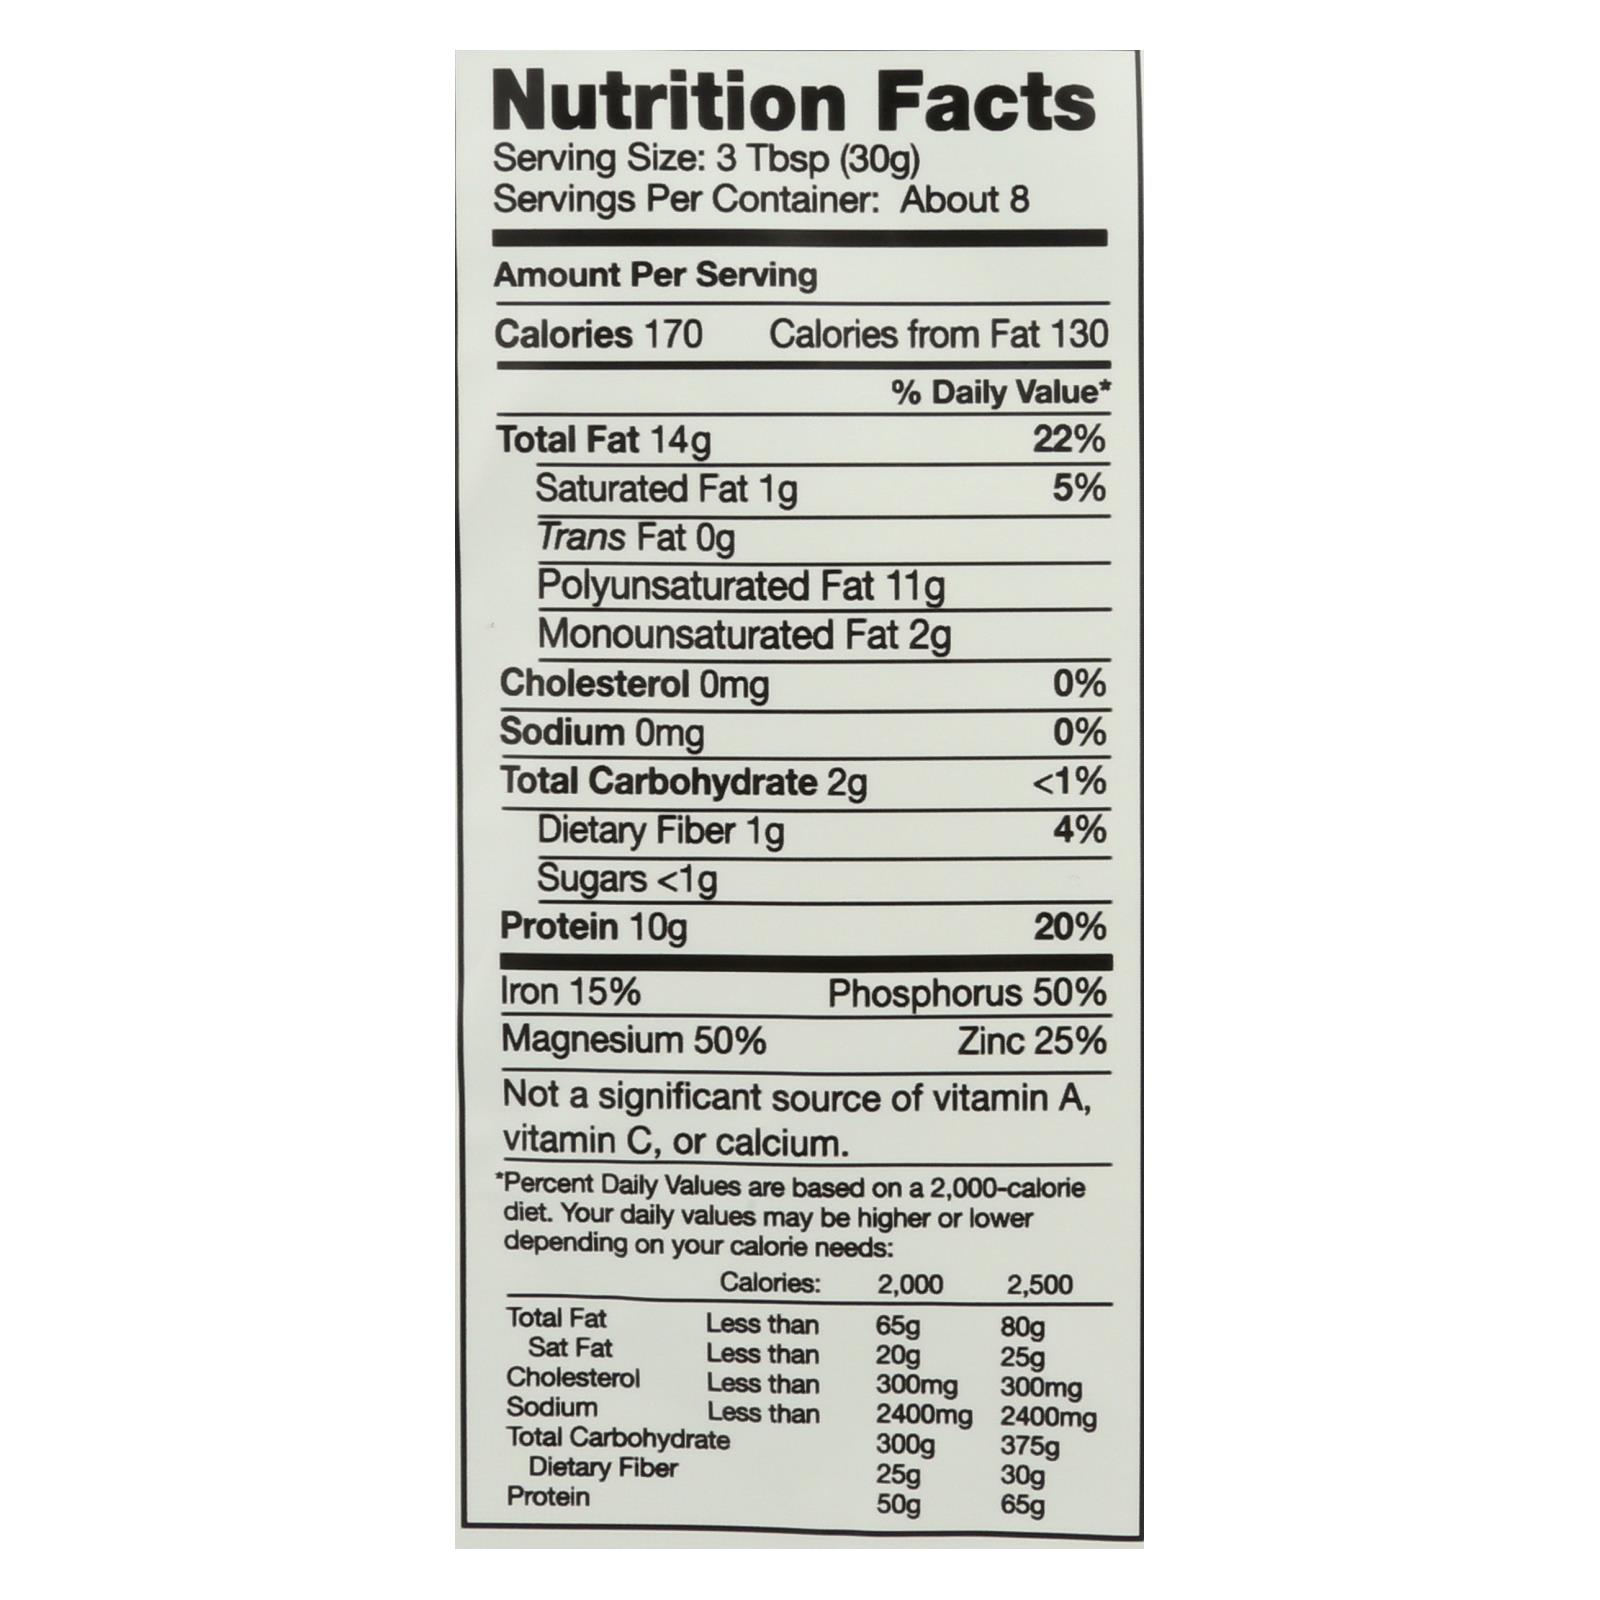 Nutrition Facts
Serving Size: 3 Tbsp (30g)
Servings Per Container: About 8
Amount Per Serving
Calories 170 Calories from Fat 130
% Daily Value*
Total Fat 14g 22%
Saturated Fat 1g 5%
Trans Fat 0g
Polyunsaturated Fat 11g
Monounsaturated Fat 2g
Cholesterol 0mg 0%
Sodium 0mg 0%
Total Carbohydrate 2g <1%
Dietary Fiber 1g 4%
Sugars <1g
Protein 10g 20%
Iron 15% Phosphorus 50%
Magnesium 50% Zinc 25%
Not a significant source of vitamin A,
vitamin C, or calcium.
*Percent Daily Values are based on a 2,000-calorie
diet. Your daily values may be higher or lower
depending on your calorie needs:
Calories: 2,000 2,500
Total Fat Less than 65g 80g
Sat Fat Less than 20g 25g
Cholesterol Less than 300mg 300mg
Sodium Less than 2400mg 2400mg
Total Carbohydrate 300g 375g
Dietary Fiber 25g 30g
Protein 50g 65g